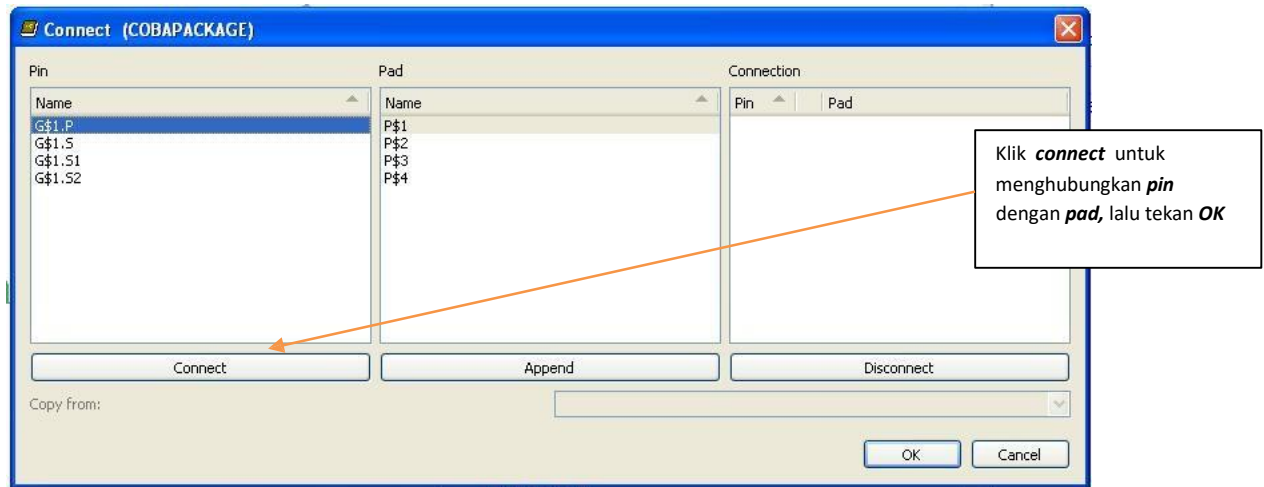 Connect (COBAPACKAGE)
Pin
Pad
Connection
Name
Name
Pin
Pad
G$1.P
P$1
G$1.S
P$2
G$1.S1
P$3
G$1.S2
P$4
Klik connect untuk
menghubungkan pin
dengan pad, lalu tekan OK
Connect
Append
Disconnect
Copy from:
OK
Cancel